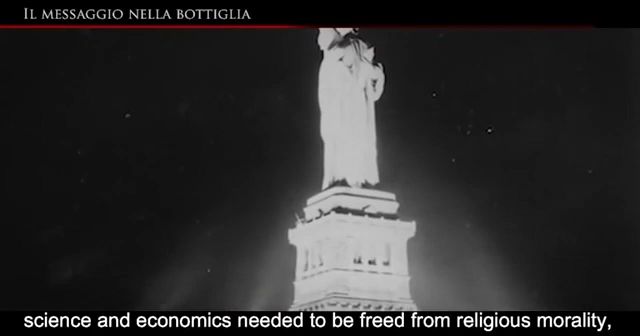 Il messaggio nella bottiglia
science and economics needed to be freed from religious morality,